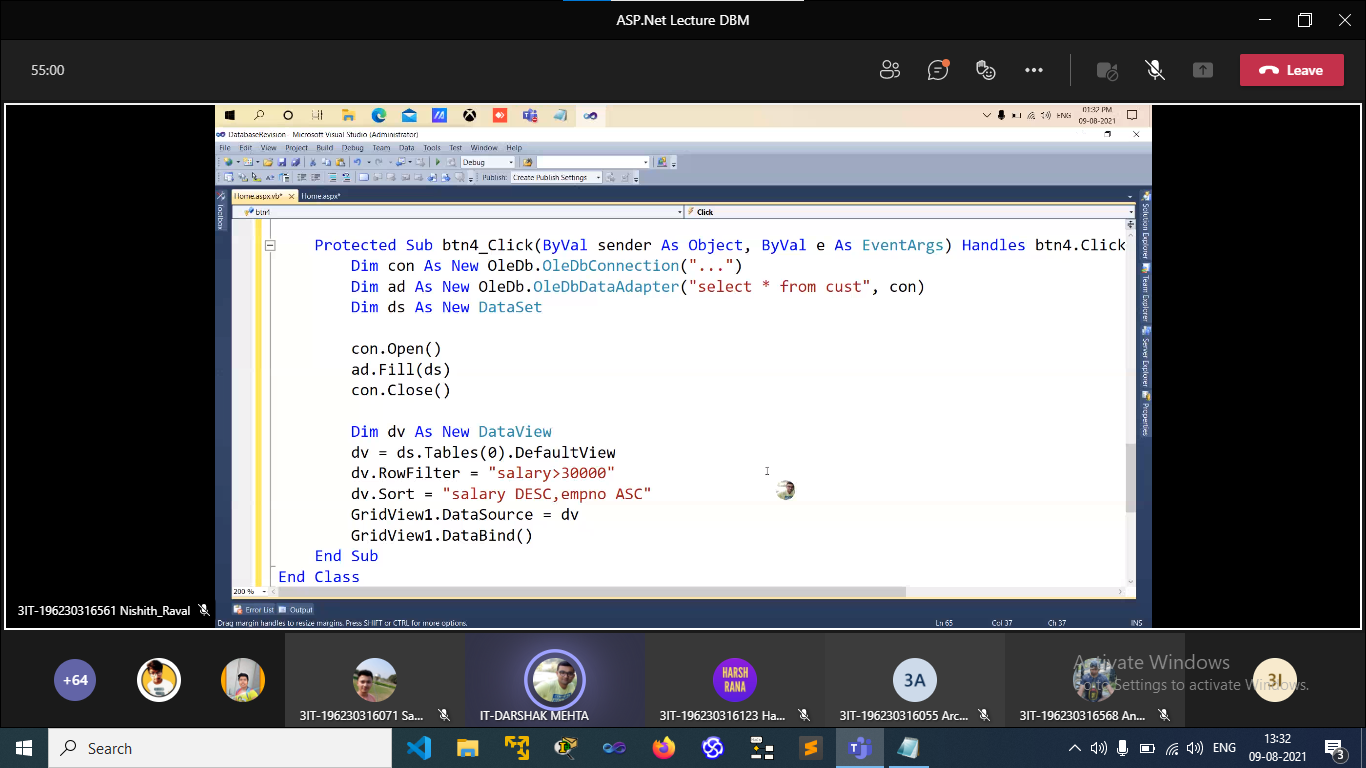 ASP.Net Lecture DBM
55:00
Leave
01:32 PM
ENG
09-08-2021
DatabaseRevision - Microsoft Visual Studio (Administrator)
File Edit View Project Build Debug Team Data Tools Test Window Help
Debug
Publish: Create Publish Settings
Home.aspx.vb* Home.aspx*
btn4 Click
Toolbox
Solution Explorer
Team Explorer
Server Explorer
Properties
Protected Sub btn4_Click(ByVal sender As Object, ByVal e As EventArgs) Handles btn4.Click
Dim con As New OleDb.OleDbConnection("...")
Dim ad As New OleDb.OleDbDataAdapter("select * from cust", con)
Dim ds As New DataSet
con.Open()
ad.Fill(ds)
con.Close()
Dim dv As New DataView
dv = ds.Tables(0).DefaultView
dv.RowFilter = "salary>30000"
dv.Sort = "salary DESC,empno ASC"
GridView1.DataSource = dv
GridView1.DataBind()
End Sub
End Class
200 %
Error List Output
Drag margin handles to resize margins. Press SHIFT or CTRL for more options. Ln 65 Col 37 Ch 37 INS
3IT-196230316561 Nishith_Raval
+64
HARSH
RANA
3A
3I
3IT-196230316071 Sa... IT-DARSHAK MEHTA 3IT-196230316123 Ha... 3IT-196230316055 Arc... 3IT-196230316568 An...
Activate Windows
Go to Settings to activate Windows.
Search
ENG
13:32
09-08-2021
3